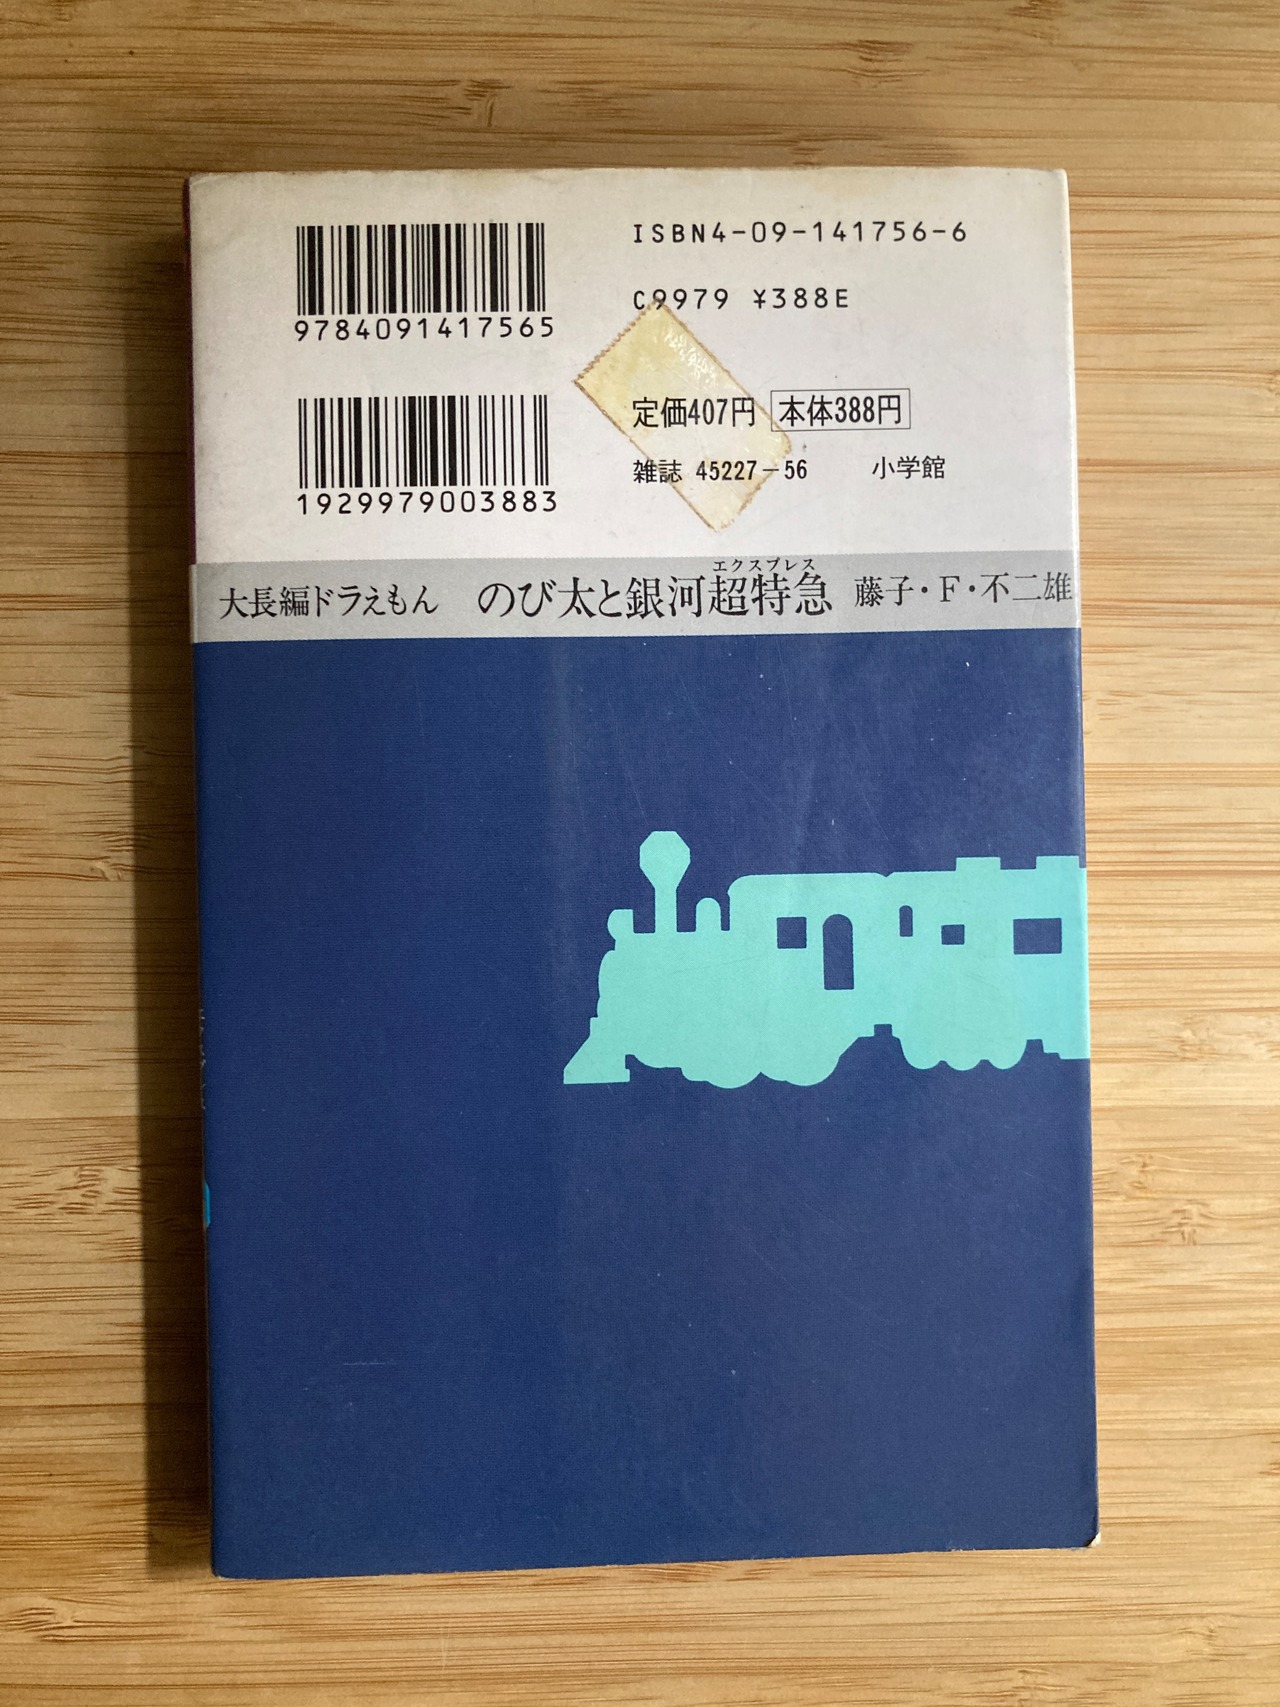 ISBN4-09-141756-6
9784091417565
C9979 ¥388E
定価407円 本体388円
雑誌 45227-56 小学館
1929979003883
エクスプレス
大長編ドラえもん のび太と銀河超特急 藤子・F・不二雄